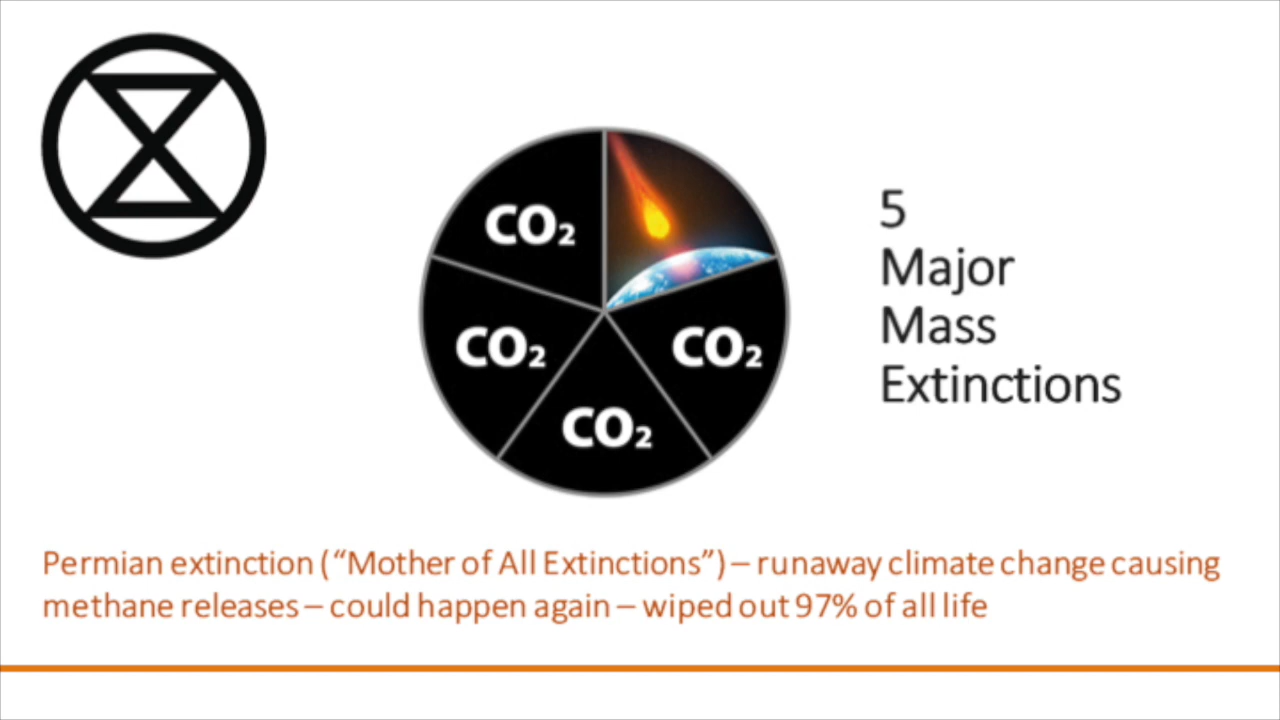 5
Major
Mass
Extinctions
CO₂
CO₂
CO₂
CO₂
Permian extinction (“Mother of All Extinctions”) – runaway climate change causing
methane releases – could happen again – wiped out 97% of all life